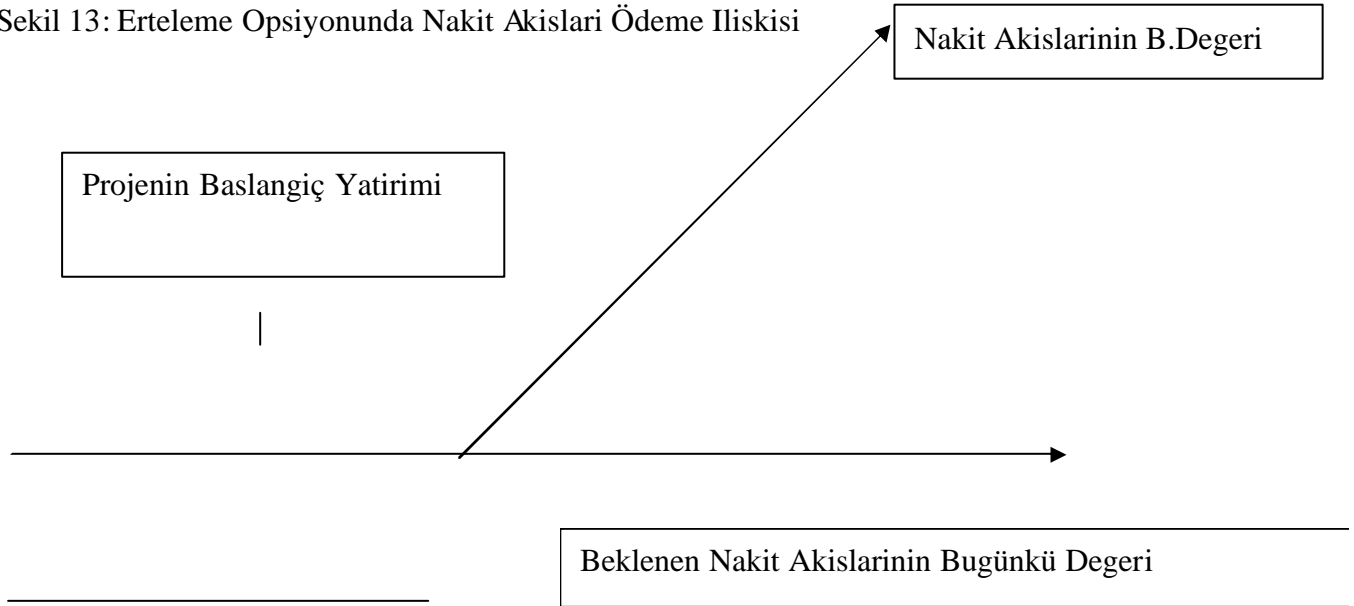 Sekil 13: Erteleme Opsiyonunda Nakit Akislari Ödeme Iliskisi
Nakit Akislarinin B.Degeri
Projenin Baslangiç Yatirimi
Beklenen Nakit Akislarinin Bugünkü Degeri